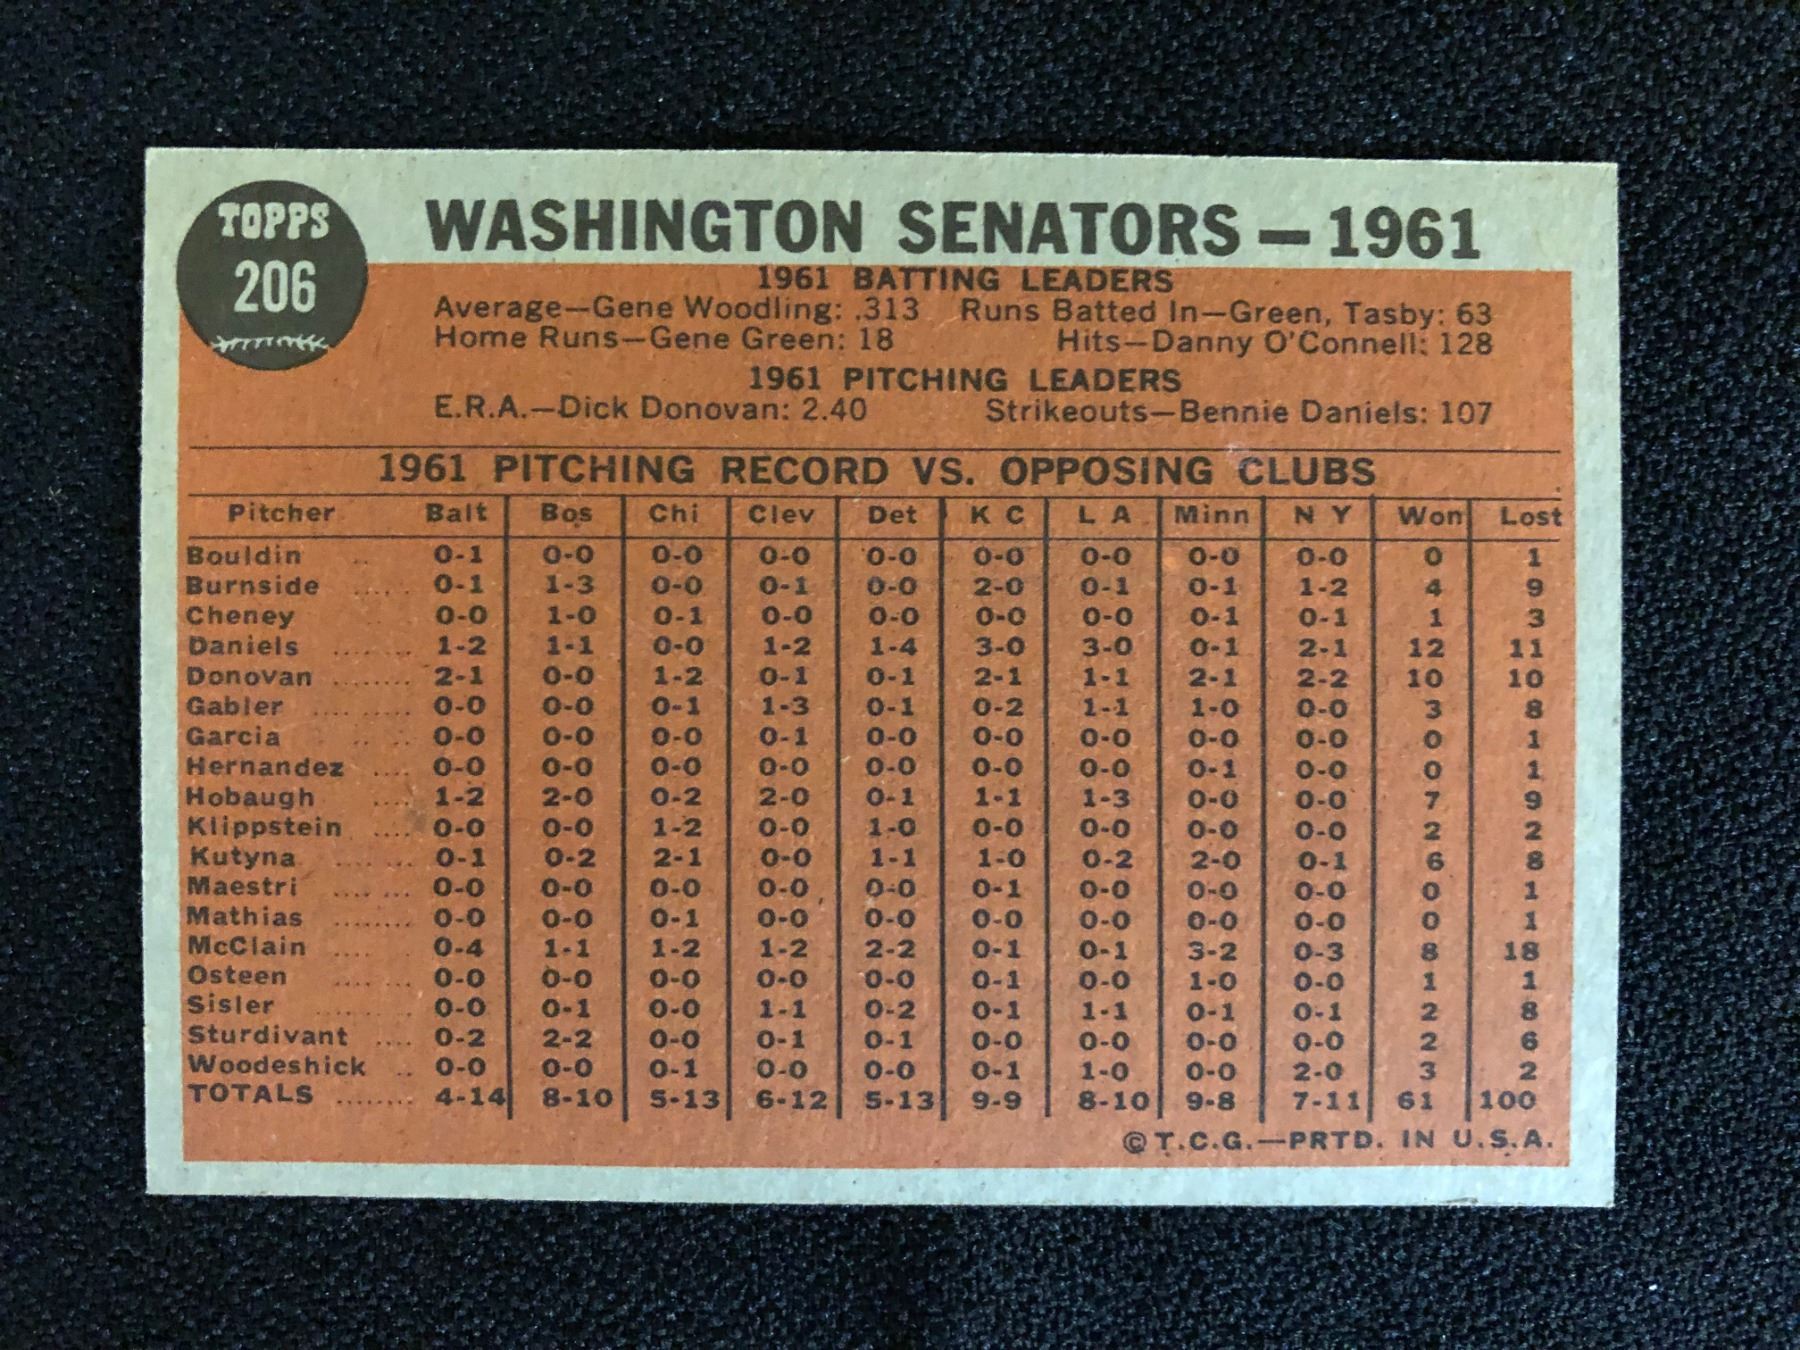 TOPPS
206
WASHINGTON SENATORS — 1961
1961 BATTING LEADERS
Average—Gene Woodling: .313 Runs Batted In—Green, Tasby: 63
Home Runs—Gene Green: 18 Hits—Danny O'Connell: 128
1961 PITCHING LEADERS
E.R.A.—Dick Donovan: 2.40 Strikeouts—Bennie Daniels: 107
1961 PITCHING RECORD VS. OPPOSING CLUBS
Pitcher Balt Bos Chi Clev Det K C L A Minn N Y Won Lost
Bouldin 0-1 0-0 0-0 0-0 0-0 0-0 0-0 0-0 0-0 0 1
Burnside 0-1 1-3 0-0 0-1 0-0 2-0 0-1 0-1 1-2 4 9
Cheney 0-0 1-0 0-1 0-0 0-0 0-0 0-0 0-1 0-1 1 3
Daniels 1-2 1-1 0-0 1-2 1-4 3-0 3-0 0-1 2-1 12 11
Donovan 2-1 0-0 1-2 0-1 0-1 2-1 1-1 2-1 2-2 10 10
Gabler 0-0 0-0 0-1 1-3 0-1 0-2 1-1 1-0 0-0 3 8
Garcia 0-0 0-0 0-0 0-1 0-0 0-0 0-0 0-0 0-0 0 1
Hernandez 0-0 0-0 0-0 0-0 0-0 0-0 0-0 0-1 0-0 0 1
Hobaugh 1-2 2-0 0-2 2-0 0-1 1-1 1-3 0-0 0-0 7 9
Klippstein 0-0 0-0 1-2 0-0 1-0 0-0 0-0 0-0 0-0 2 2
Kutyna 0-1 0-2 2-1 0-0 1-1 1-0 0-2 2-0 0-1 6 8
Maestri 0-0 0-0 0-0 0-0 0-0 0-1 0-0 0-0 0-0 0 1
Mathias 0-0 0-0 0-1 0-0 0-0 0-0 0-0 0-0 0-0 0 1
McClain 0-4 1-1 1-2 1-2 2-2 0-1 0-1 3-2 0-3 8 18
Osteen 0-0 0-0 0-0 0-0 0-0 0-1 0-0 1-0 0-0 1 1
Sisler 0-0 0-1 0-0 1-1 0-2 0-1 1-1 0-1 0-1 2 8
Sturdivant 0-2 2-2 0-0 0-1 0-1 0-0 0-0 0-0 0-0 2 6
Woodeshick 0-0 0-0 0-1 0-0 0-0 0-1 1-0 0-0 2-0 3 2
TOTALS 4-14 8-10 5-13 6-12 5-13 9-9 8-10 9-8 7-11 61 100
© T.C.G.—PRTD. IN U.S.A.